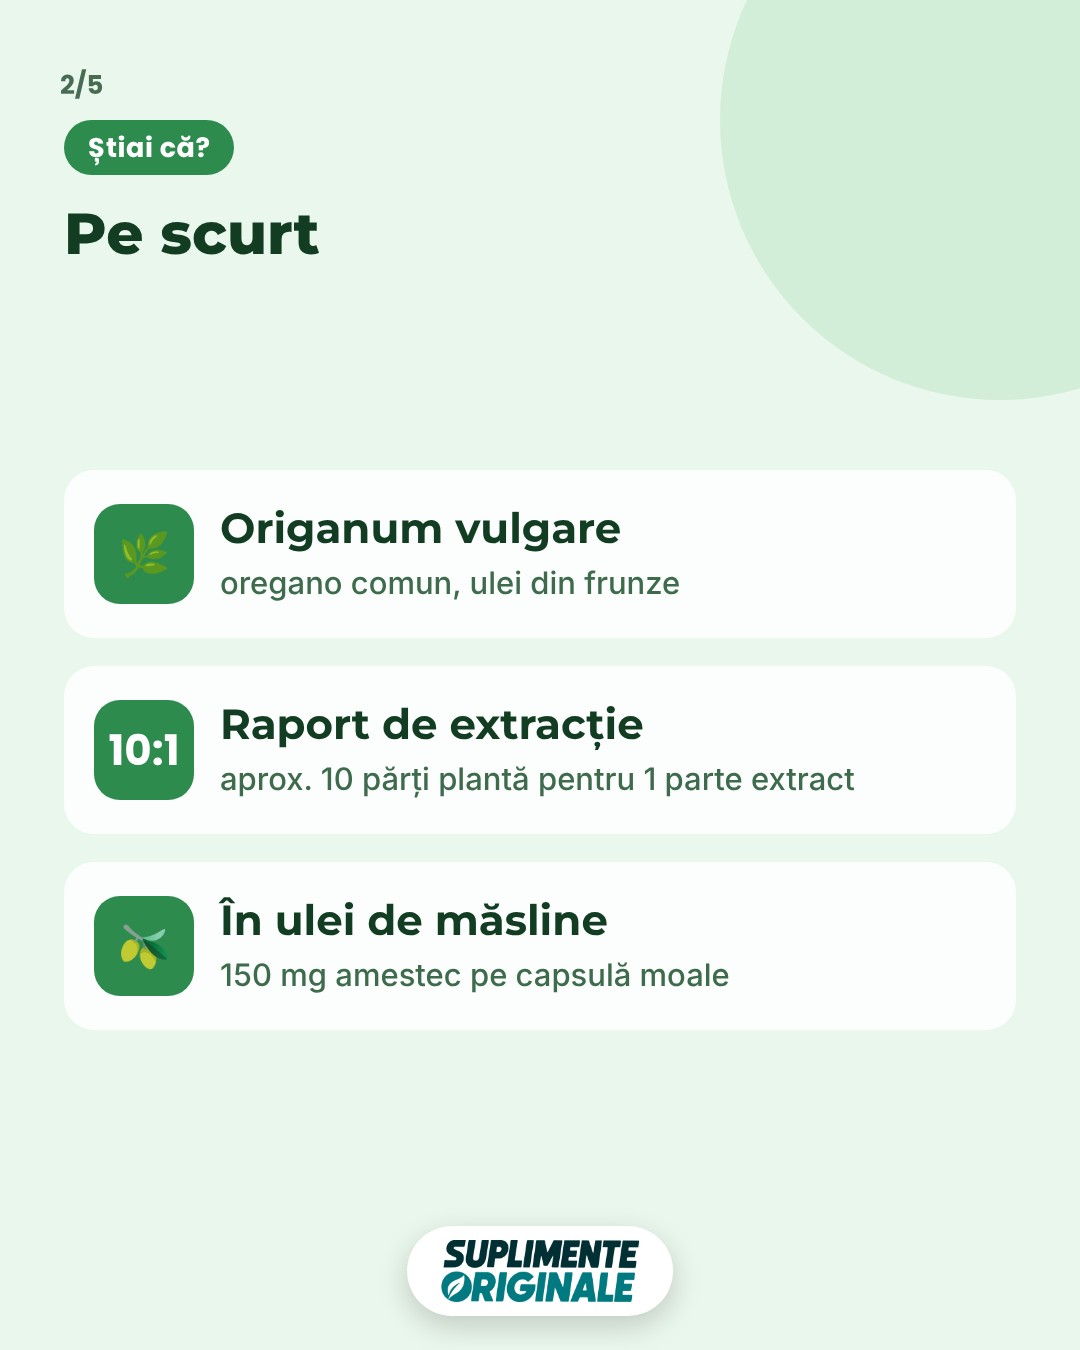 2/5
Știai că?
Pe scurt
Origanum vulgare
oregano comun, ulei din frunze
10:1
Raport de extracție
aprox. 10 părți plantă pentru 1 parte extract
În ulei de măsline
150 mg amestec pe capsulă moale
SUPLIMENTE
ORIGINALE